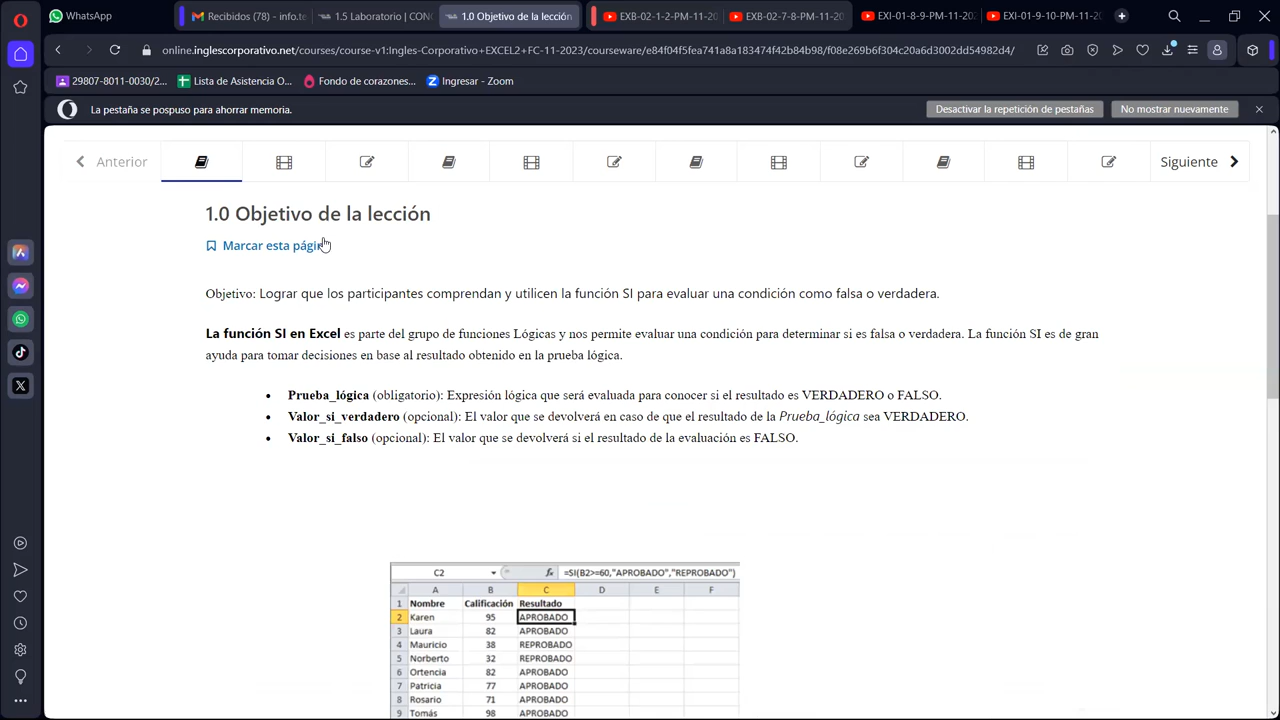 WhatsApp
Recibidos (78) - info.te
1.5 Laboratorio | CONC
1.0 Objetivo de la lección
EXB-02-1-2-PM-11-20
EXB-02-7-8-PM-11-20
EXI-01-8-9-PM-11-202
EXI-01-9-10-PM-11-20
online.inglescorporativo.net/courses/course-v1:Ingles-Corporativo+EXCEL2+FC-11-2023/courseware/e84f04f5fea741a8a183474f42b84b98/f08e269b6f304c20a6d3002dd54982d4/
29807-8011-0030/2...
Lista de Asistencia O...
Fondo de corazones...
Ingresar - Zoom
La pestaña se pospuso para ahorrar memoria.
Desactivar la repetición de pestañas
No mostrar nuevamente
Anterior
Siguiente
1.0 Objetivo de la lección
Marcar esta págin
Objetivo: Lograr que los participantes comprendan y utilicen la función SI para evaluar una condición como falsa o verdadera.
La función SI en Excel es parte del grupo de funciones Lógicas y nos permite evaluar una condición para determinar si es falsa o verdadera. La función SI es de gran
ayuda para tomar decisiones en base al resultado obtenido en la prueba lógica.
• Prueba_lógica (obligatorio): Expresión lógica que será evaluada para conocer si el resultado es VERDADERO o FALSO.
• Valor_si_verdadero (opcional): El valor que se devolverá en caso de que el resultado de la Prueba_lógica sea VERDADERO.
• Valor_si_falso (opcional): El valor que se devolverá si el resultado de la evaluación es FALSO.
C2 fx =SI(B2>=60,"APROBADO","REPROBADO")
A B C D E F
1 Nombre Calificación Resultado
2 Karen 95 APROBADO
3 Laura 82 APROBADO
4 Mauricio 38 REPROBADO
5 Norberto 32 REPROBADO
6 Ortencia 82 APROBADO
7 Patricia 77 APROBADO
8 Rosario 71 APROBADO
9 Tomás 98 APROBADO